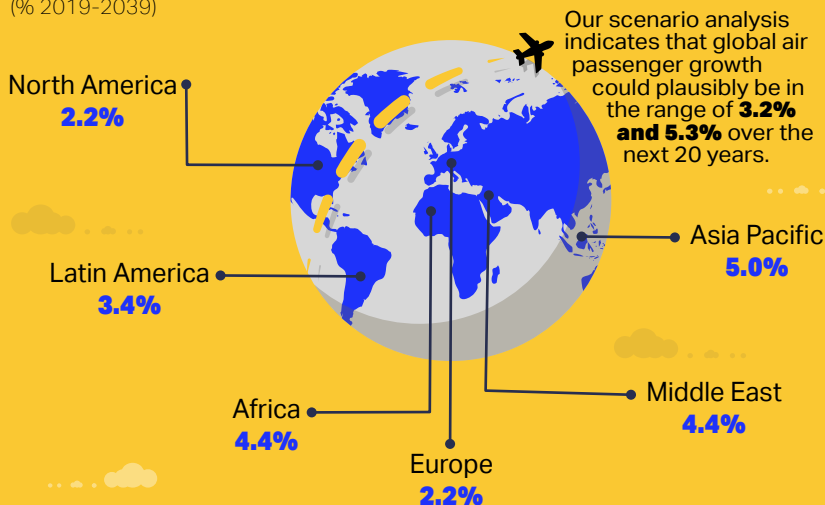 (% 2019-2039)
Our scenario analysis
indicates that global air
passenger growth
could plausibly be in
the range of 3.2%
and 5.3% over the
next 20 years.
North America
2.2%
Asia Pacific
5.0%
Latin America
3.4%
Middle East
4.4%
Africa
4.4%
Europe
2.2%